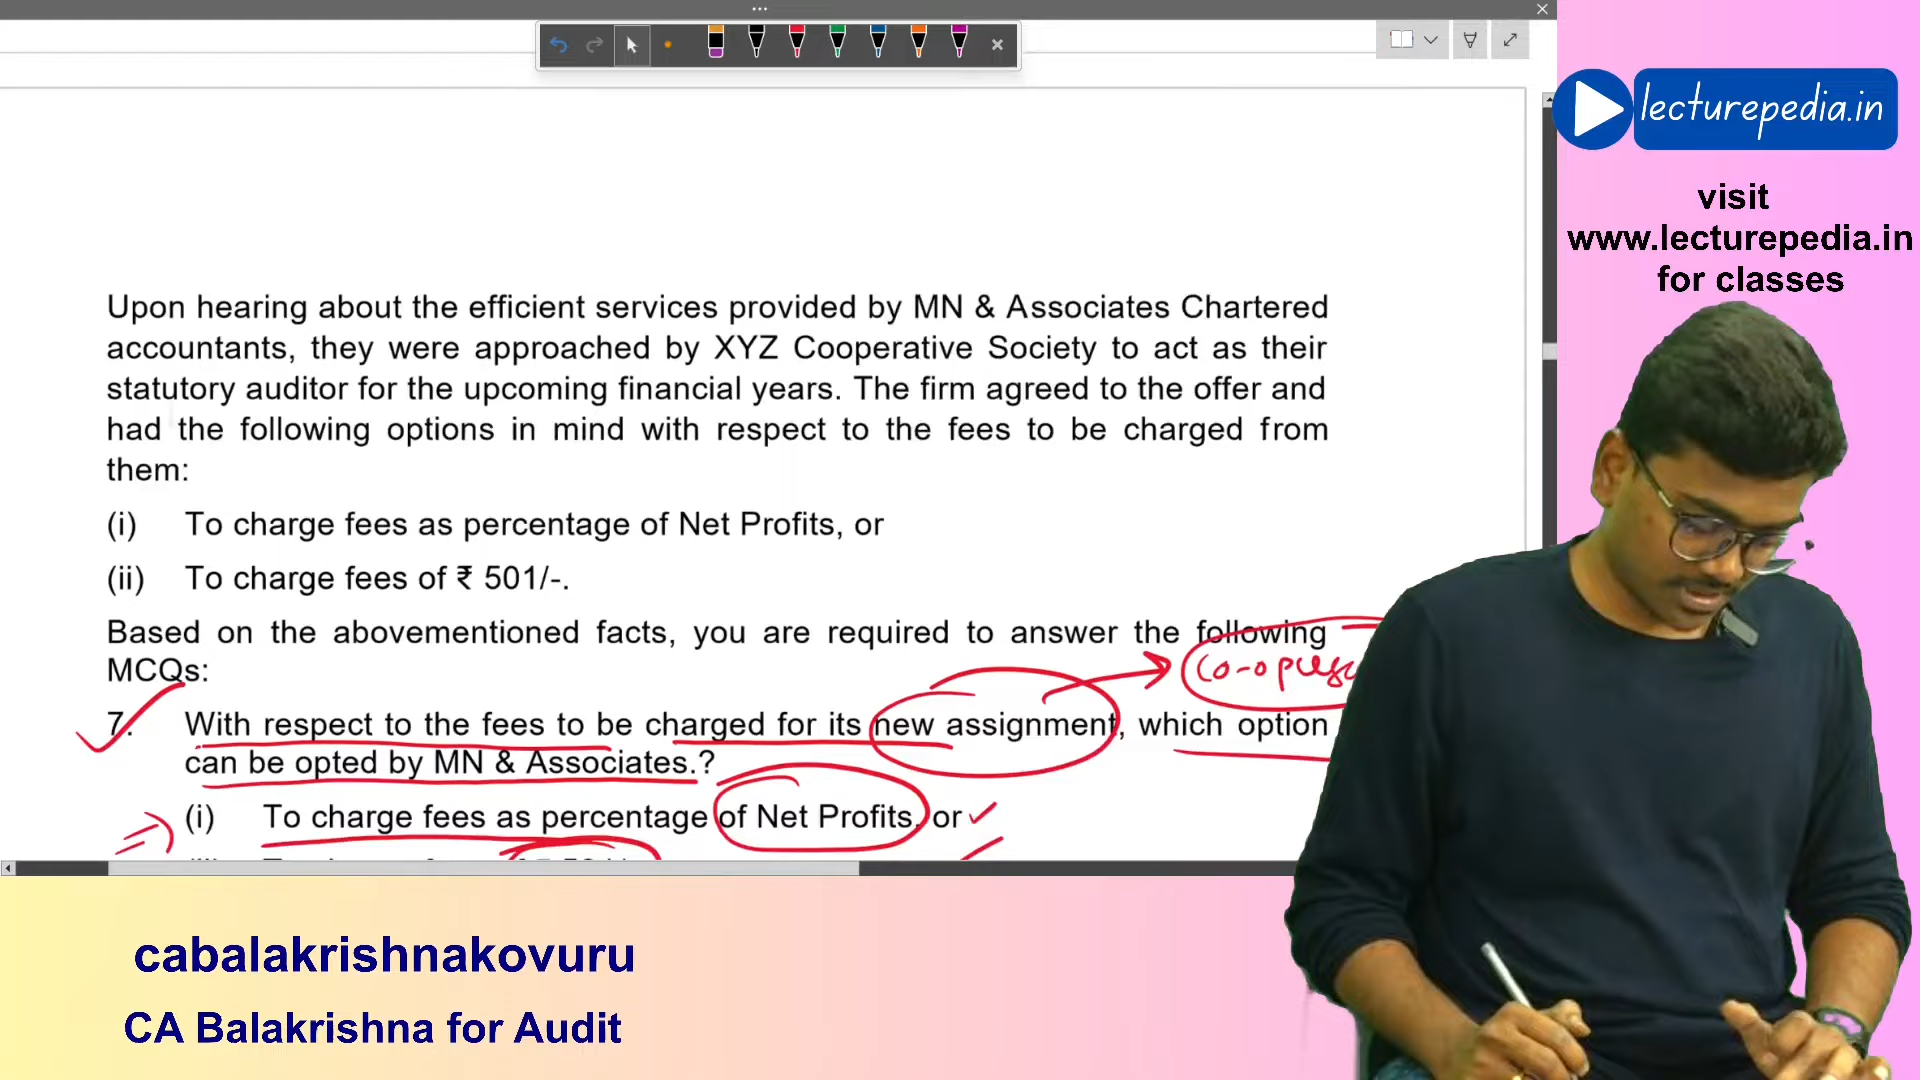 lecturepedia.in
visit
www.lecturepedia.in
for classes
Upon hearing about the efficient services provided by MN & Associates Chartered
accountants, they were approached by XYZ Cooperative Society to act as their
statutory auditor for the upcoming financial years. The firm agreed to the offer and
had the following options in mind with respect to the fees to be charged from
them:
(i) To charge fees as percentage of Net Profits, or
(ii) To charge fees of ₹ 501/-.
Based on the abovementioned facts, you are required to answer the following
MCQs:
7. With respect to the fees to be charged for its new assignment, which option
can be opted by MN & Associates.?
(i) To charge fees as percentage of Net Profits, or
cabalakrishnakovuru
CA Balakrishna for Audit